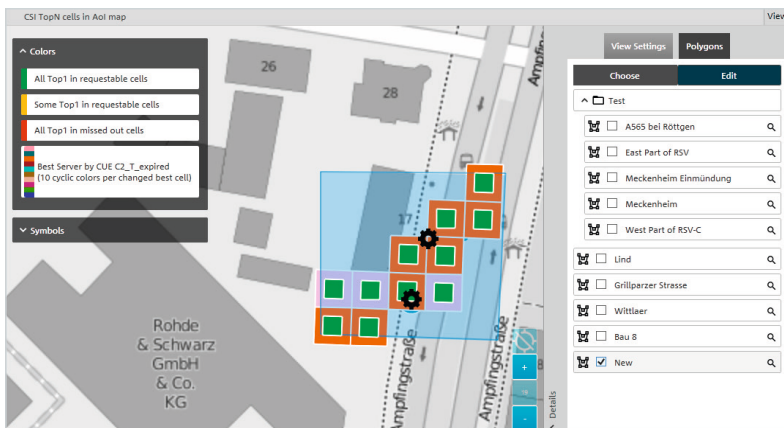 CSI TopN cells in AoI map
View
Colors
All Top1 in requestable cells
Some Top1 in requestable cells
All Top1 in missed out cells
Best Server by CUE C2_T_expired
(10 cyclic colors per changed best cell)
Symbols
26
28
17
Ampfingstraße
Ampfingstraße
Rohde
& Schwarz
GmbH
& Co.
KG
+
-
Details
View Settings
Polygons
Choose
Edit
Test
A565 bei Röttgen
East Part of RSV
Meckenheim Einmündung
Meckenheim
West Part of RSV-C
Lind
Grillparzer Strasse
Wittlaer
Bau 8
New